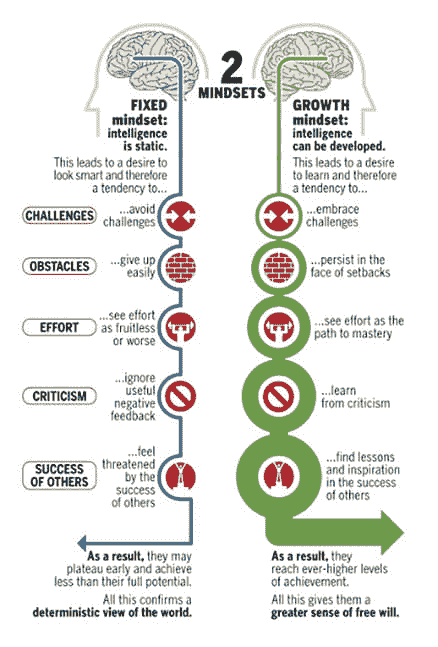 2
MINDSETS
FIXED
mindset:
intelligence
is static.
This leads to a desire to
look smart and therefore
a tendency to...
GROWTH
mindset:
intelligence
can be developed.
This leads to a desire
to learn and therefore
a tendency to...
CHALLENGES
...avoid
challenges
...embrace
challenges
OBSTACLES
...give up
easily
...persist in the
face of setbacks
EFFORT
...see effort
as fruitless
or worse
...see effort as the
path to mastery
CRITICISM
...ignore
useful
negative
feedback
...learn
from criticism
SUCCESS
OF OTHERS
...feel
threatened
by the
success
of others
...find lessons
and inspiration
in the success
of others
As a result, they may
plateau early and achieve
less than their full potential.
All this confirms a
deterministic view of the world.
As a result, they
reach ever-higher levels
of achievement.
All this gives them a
greater sense of free will.